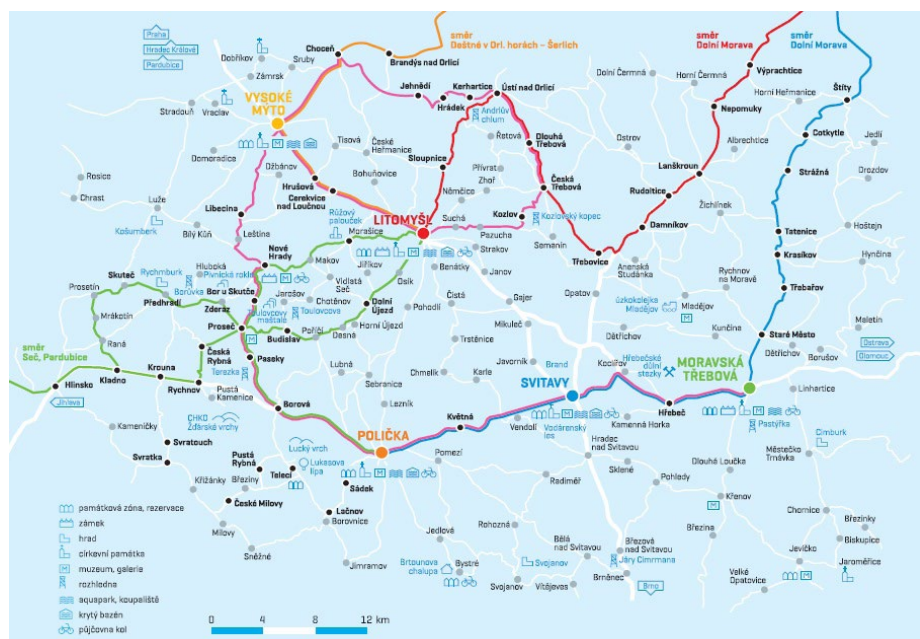 směr
Deštné v Orl. horách – Šerlich
směr
Dolní Morava
směr
Dolní Morava
Praha
Hradec Králové
Pardubice
Dobříkov
Sruby
Choceň
Brandýs nad Orlicí
Zámrsk
Výprachtice
Dolní Čermná
Horní Čermná
Jehnědí
Kerhartice
Ústí nad Orlicí
Hrádek
Horní Heřmanice
Štíty
VYSOKÉ
MÝTO
Stradouň
Vraclav
Andrlův
chlum
Nepomuky
Tisová
České
Heřmanice
Řetová
Dlouhá
Třebová
Ostrov
Albrechtice
Cotkytle
Jedlí
Domoradice
Džbánov
Sloupnice
Bohuňovice
Přívrat
Zhoř
Lanškroun
Strážná
Drozdov
Rosice
Chrast
Hrušová
Cerekvice
nad Loučnou
Němčice
Česká
Třebová
Rudoltice
Luže
Libecina
LITOMYŠL
Kozlov
Kozlovský kopec
Žichlínek
Košumberk
Růžový
palouček
Suchá
Damníkov
Hoštejn
Bílý Kůň
Leština
Morašice
Pazucha
Semanín
Tatenice
Nové
Hrady
Strakov
Třebovice
Krasíkov
Hynčina
Makov
Benátky
Janov
Anenská
Studánka
Rychnov
na Moravě
Skuteč
Rychmburk
Hluboká
Pivnická rokle
Jiříkov
Osík
Vidlatá
Seč
Prosetín
Borůvka
Bor u Skutče
Jarošov
Čistá
Gajer
Opatov
Třebařov
Předhradí
Zderaz
Toulovcovy
maštale
Chotěnov
Toulovcova
Dolní
Újezd
Pohodlí
úzkokolejka
Mladějov
Mladějov
Mrákotín
Proseč
Poříčí
Desná
Horní Újezd
Trstěnice
Mikuleč
Kunčina
Maletín
Raná
Budislav
Dětřichov
Staré Město
Ostrava
Olomouc
směr
Seč, Pardubice
Česká
Rybná
Paseky
Lubná
Javorník
Brand
Koclířov
Hřebečské
důlní
stezky
MORAVSKÁ
TŘEBOVÁ
Dětřichov
Borušov
Krouna
Terezka
Sebranice
Chmelík
Karle
SVITAVY
Hlinsko
Kladno
Rychnov
Pustá
Kamenice
Linhartice
Jihlava
Borová
Lezník
Květná
Vendolí
Vodárenský
les
Kamenná Horka
Hřebeč
Kameničky
CHKO
Žďárské vrchy
POLIČKA
Hradec
nad Svitavou
Pastýřka
Cimburk
Svratouch
Lucký vrch
Pomezí
Sklené
Městečko
Trnávka
Svratka
Pustá
Rybná
Telecí
Lukasova
lípa
Dlouhá Loučka
Křižánky
Březiny
Sádek
Radiměř
Pohledy
Křenov
České Milovy
Lačnov
Borovnice
Chornice
Březinky
Milovy
Jedlová
Rohozná
Březina
Biskupice
Sněžné
Jimramov
Brtounova
chalupa
Bystré
Svojanov
Bělá
nad Svitavou
Březová
nad Svitavou
Járy Cimrmana
Jevíčko
Jaroměřice
Svojanov
Vítějeves
Brněnec
Brno
Velké
Opatovice
památková zóna, rezervace
zámek
hrad
církevní památka
muzeum, galerie
rozhledna
aquapark, koupaliště
krytý bazén
půjčovna kol
0 4 8 12 km